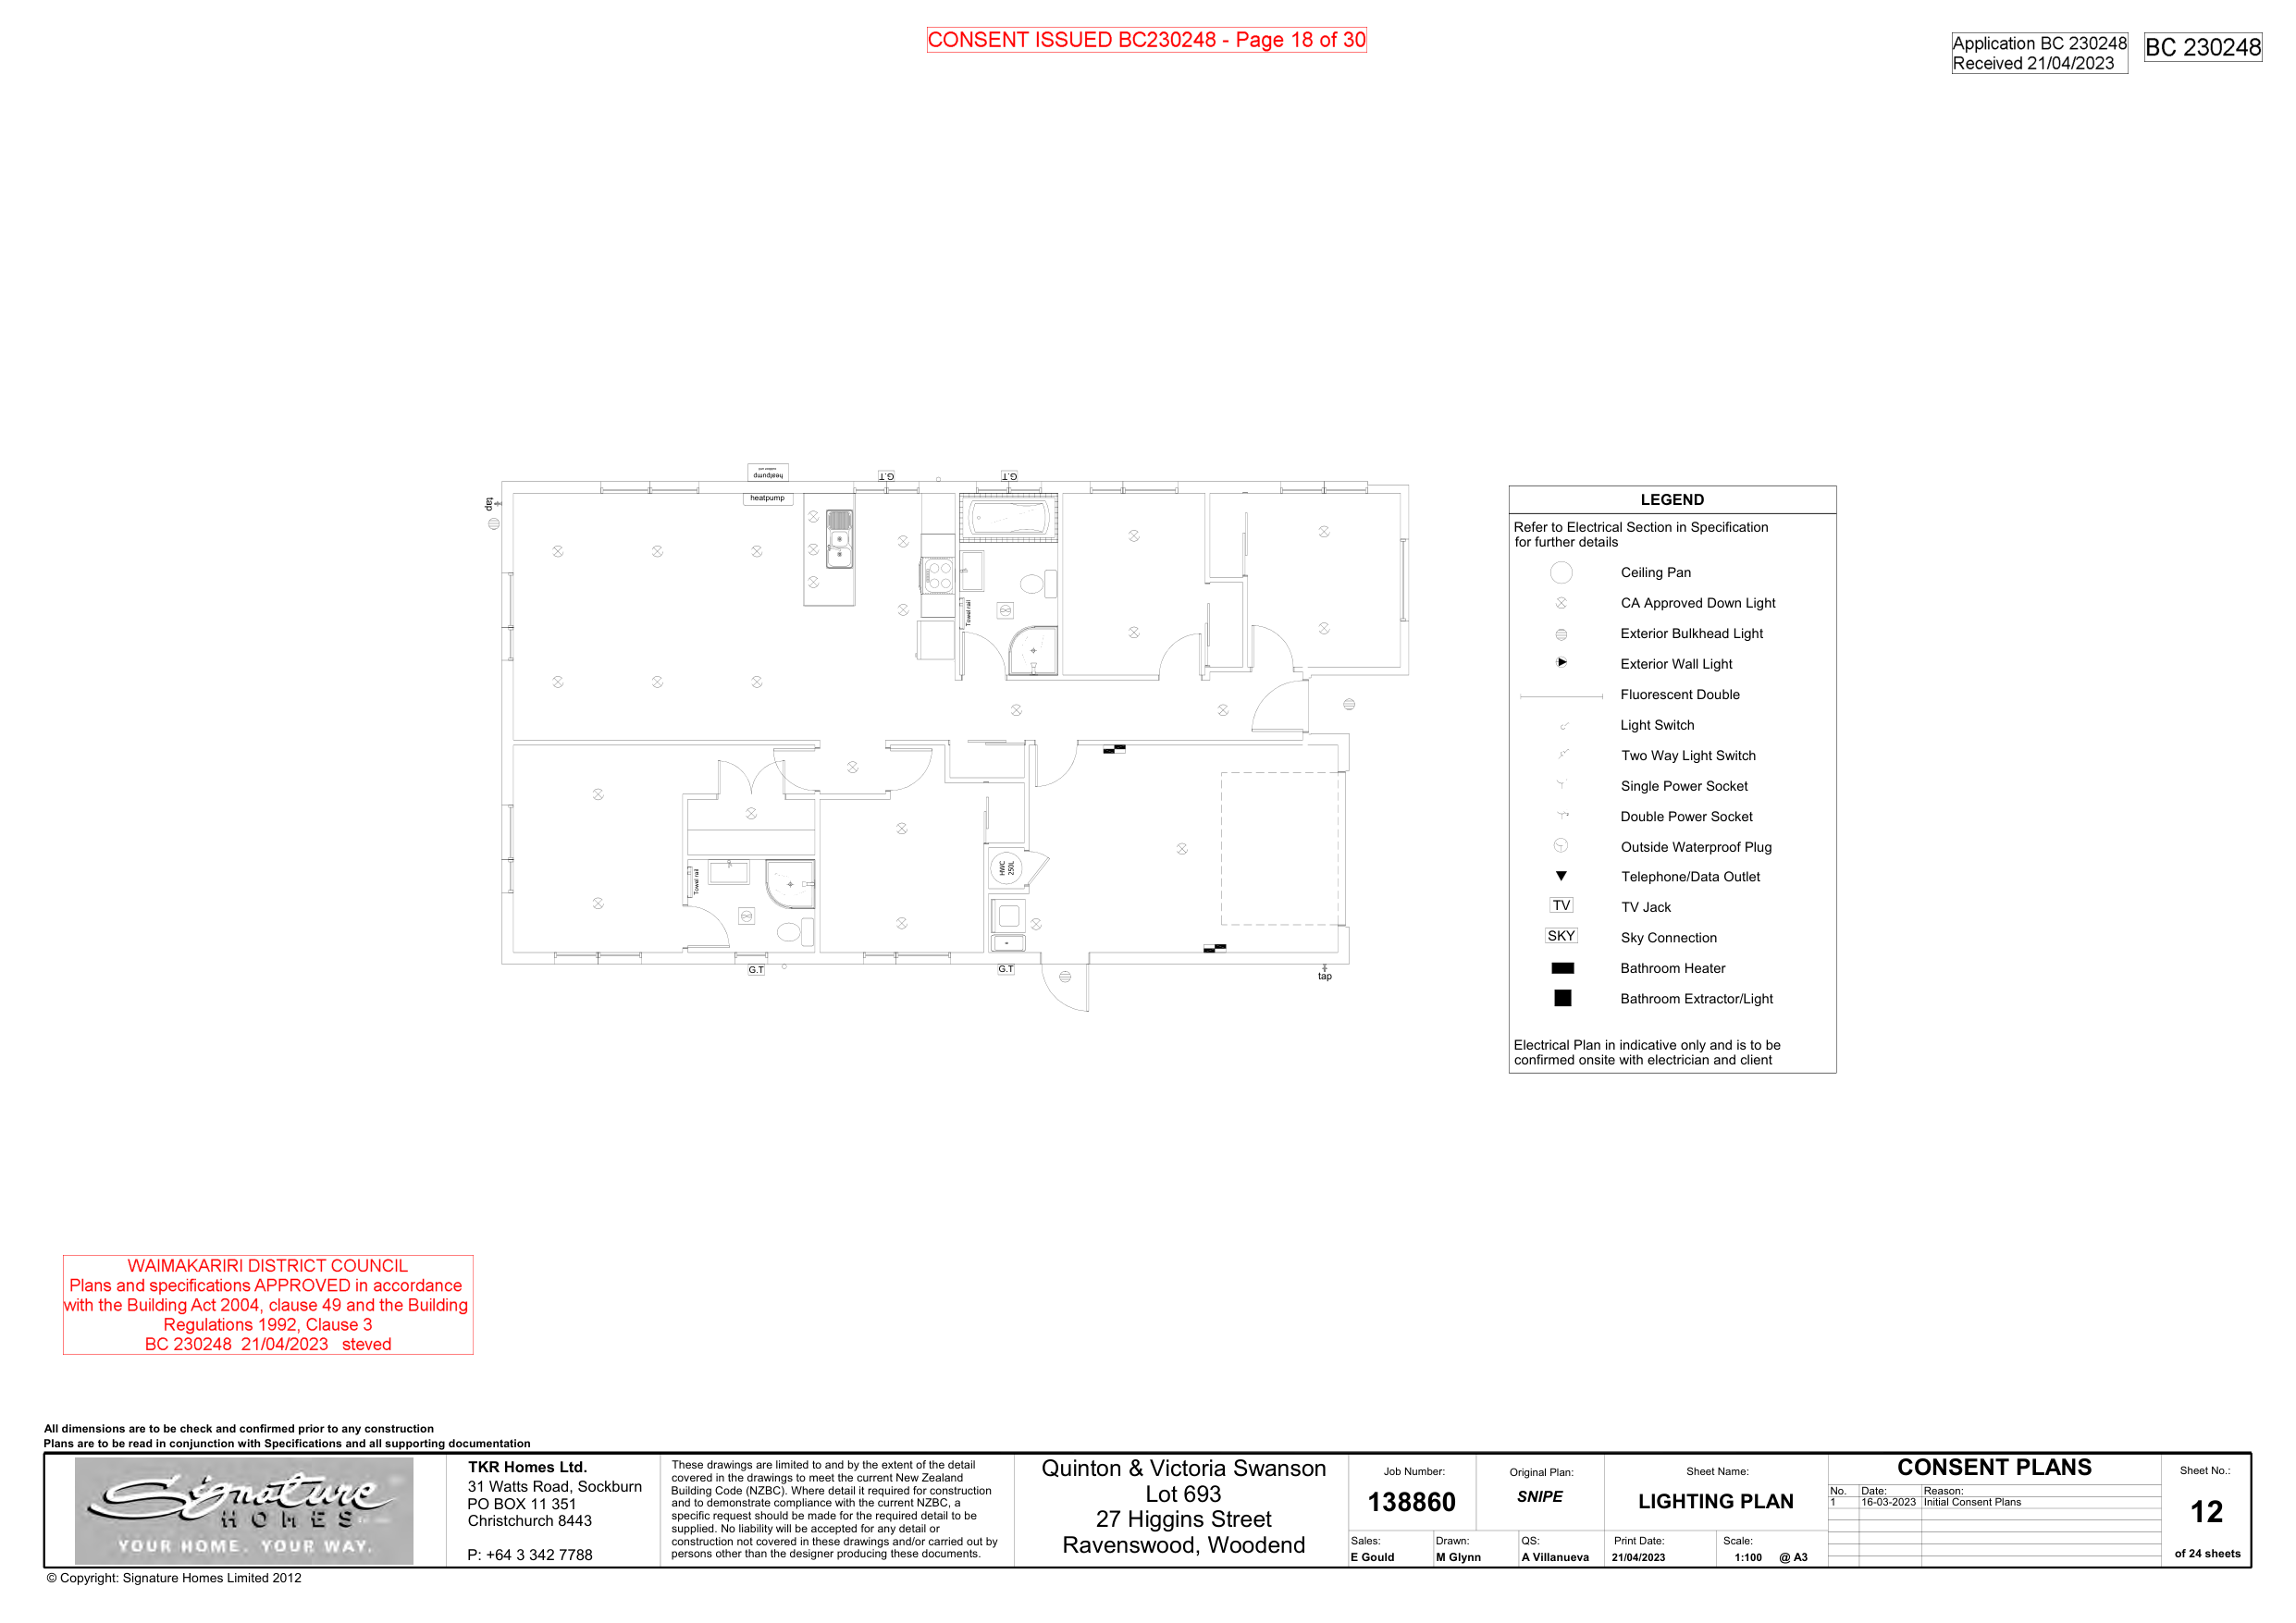 CONSENT ISSUED BC230248 - Page 18 of 30
Application BC 230248
Received 21/04/2023
BC 230248
heatpump
heatpump
G.T
G.T
tap
Towel rail
Towel rail
HWC
250L
G.T
G.T
tap
LEGEND
Refer to Electrical Section in Specification
for further details
Ceiling Pan
CA Approved Down Light
Exterior Bulkhead Light
Exterior Wall Light
Fluorescent Double
Light Switch
Two Way Light Switch
Single Power Socket
Double Power Socket
Outside Waterproof Plug
Telephone/Data Outlet
TV TV Jack
SKY Sky Connection
Bathroom Heater
Bathroom Extractor/Light
Electrical Plan in indicative only and is to be
confirmed onsite with electrician and client
WAIMAKARIRI DISTRICT COUNCIL
Plans and specifications APPROVED in accordance
with the Building Act 2004, clause 49 and the Building
Regulations 1992, Clause 3
BC 230248 21/04/2023 steved
All dimensions are to be check and confirmed prior to any construction
Plans are to be read in conjunction with Specifications and all supporting documentation
Signature
HOMES
YOUR HOME. YOUR WAY.
TKR Homes Ltd.
31 Watts Road, Sockburn
PO BOX 11 351
Christchurch 8443
P: +64 3 342 7788
These drawings are limited to and by the extent of the detail
covered in the drawings to meet the current New Zealand
Building Code (NZBC). Where detail it required for construction
and to demonstrate compliance with the current NZBC, a
specific request should be made for the required detail to be
supplied. No liability will be accepted for any detail or
construction not covered in these drawings and/or carried out by
persons other than the designer producing these documents.
Quinton & Victoria Swanson
Lot 693
27 Higgins Street
Ravenswood, Woodend
Job Number:
138860
Original Plan:
SNIPE
Sheet Name:
LIGHTING PLAN
Sales:
E Gould
Drawn:
M Glynn
QS:
A Villanueva
Print Date:
21/04/2023
Scale:
1:100 @ A3
CONSENT PLANS
No. Date: Reason:
1 16-03-2023 Initial Consent Plans
Sheet No.:
12
of 24 sheets
© Copyright: Signature Homes Limited 2012